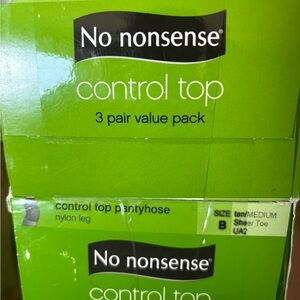 No nonsense®
control top
3 pair value pack
control top pantyhose
nylon leg
SIZE tan/MEDIUM
B Sheer Toe
UA2
No nonsense®
control top